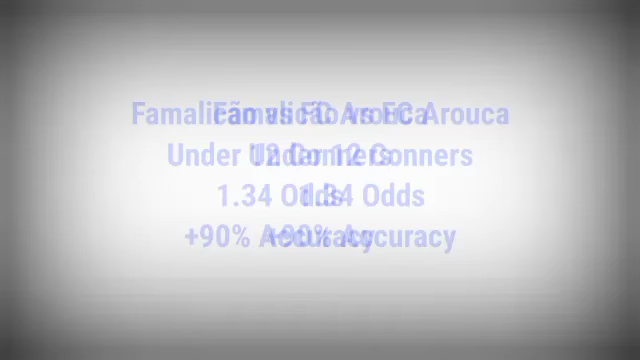 Famalicão vs FC Arouca
Under 12 Conners
1.34 Odds
+90% Accuracy